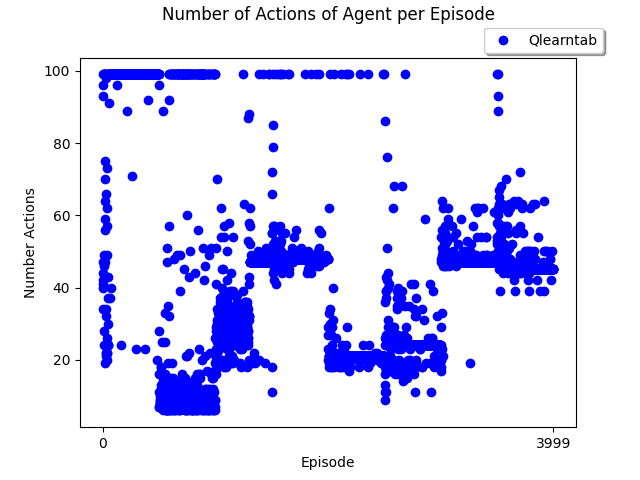 Number of Actions of Agent per Episode
Qlearntab
100
80
60
40
20
Number Actions
0
3999
Episode